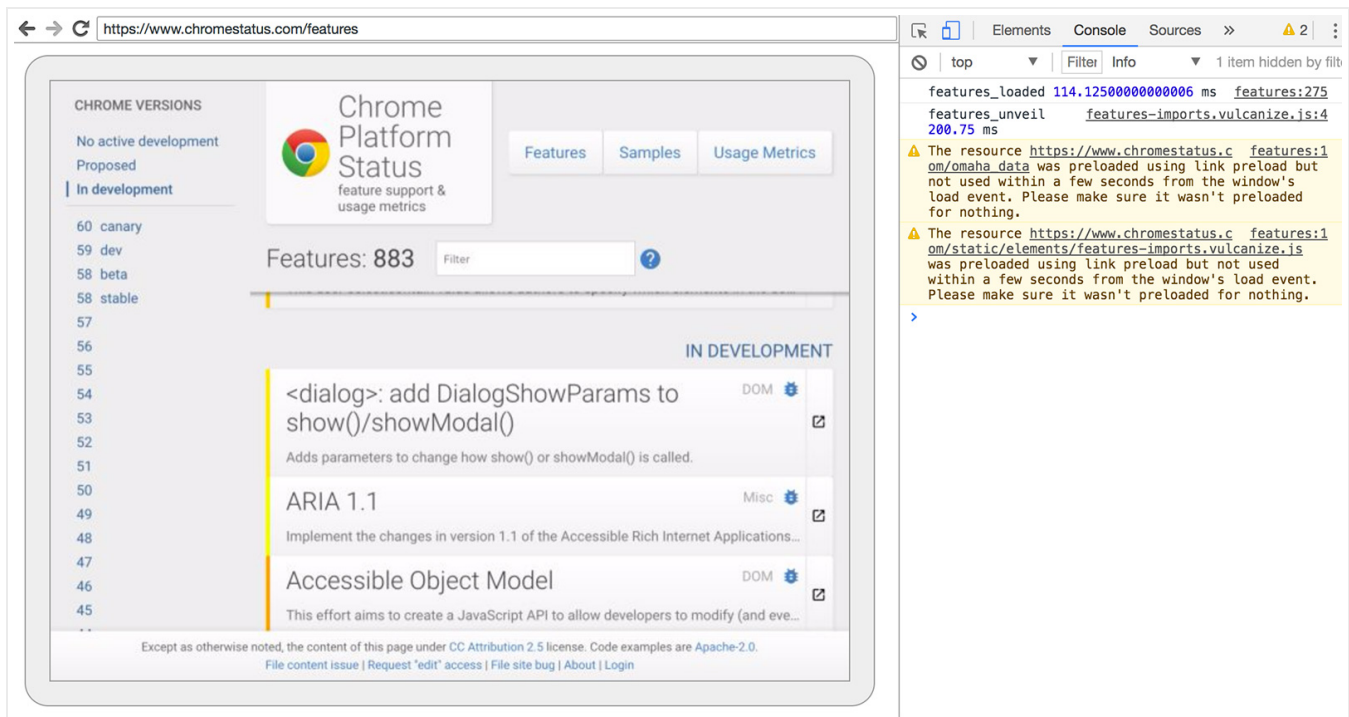 https://www.chromestatus.com/features
CHROME VERSIONS
No active development
Proposed
In development
60 canary
59 dev
58 beta
58 stable
57
56
55
54
53
52
51
50
49
48
47
46
45
Chrome
Platform
Status
feature support &
usage metrics
Features
Samples
Usage Metrics
Features: 883
Filter
?
IN DEVELOPMENT
<dialog>: add DialogShowParams to
show()/showModal()
DOM
Adds parameters to change how show() or showModal() is called.
ARIA 1.1
Misc
Implement the changes in version 1.1 of the Accessible Rich Internet Applications...
Accessible Object Model
DOM
This effort aims to create a JavaScript API to allow developers to modify (and eve...
Except as otherwise noted, the content of this page under CC Attribution 2.5 license. Code examples are Apache-2.0.
File content issue | Request "edit" access | File site bug | About | Login
Elements Console Sources » 2
top Filter Info 1 item hidden by filt
features_loaded 114.12500000000006 ms features:275
features_unveil features-imports.vulcanize.js:4
200.75 ms
The resource https://www.chromestatus.c features:1
om/omaha_data was preloaded using link preload but
not used within a few seconds from the window's
load event. Please make sure it wasn't preloaded
for nothing.
The resource https://www.chromestatus.c features:1
om/static/elements/features-imports.vulcanize.js
was preloaded using link preload but not used
within a few seconds from the window's load event.
Please make sure it wasn't preloaded for nothing.